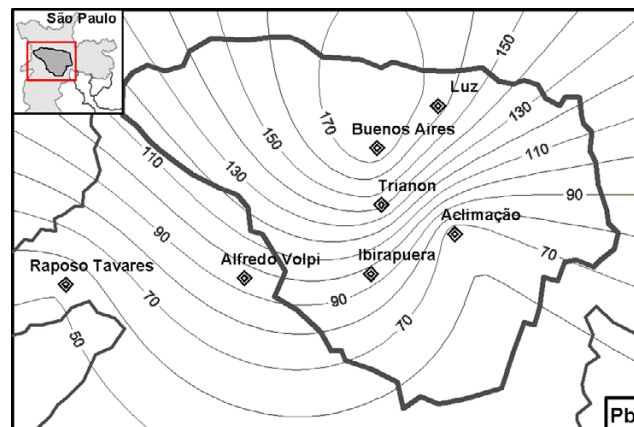 São Paulo
150
Luz
170
130
Buenos Aires
150
110
110
130
Trianon
90
Aclimação
90
70
Raposo Tavares
Alfredo Volpi
Ibirapuera
90
70
70
50
Pb